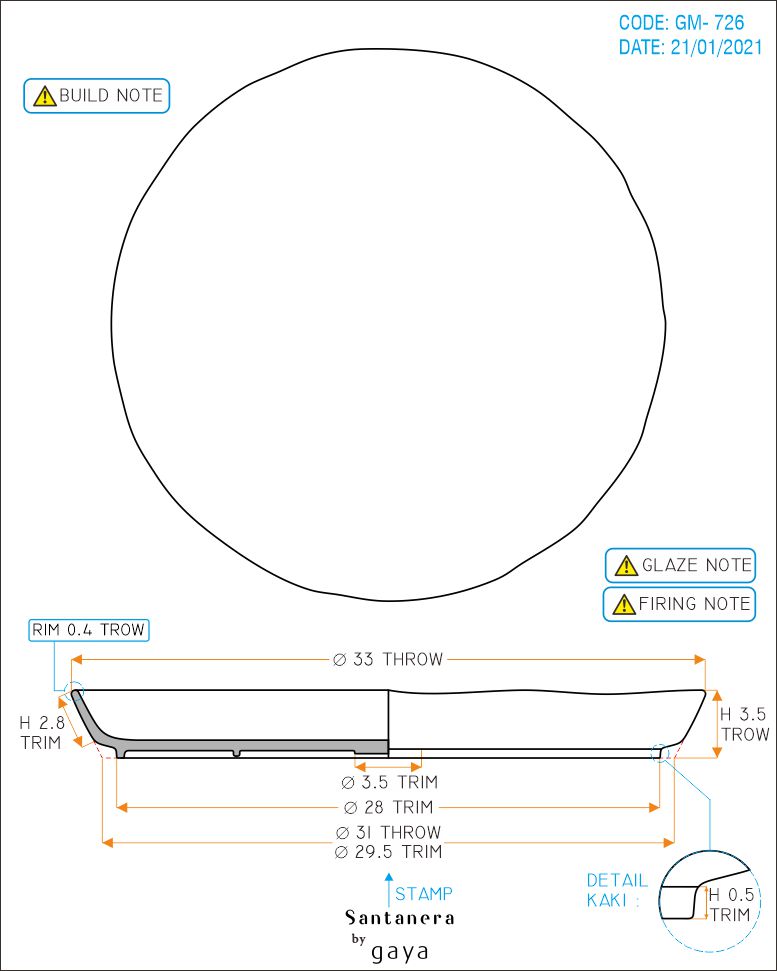 CODE: GM- 726
DATE: 21/01/2021
BUILD NOTE
GLAZE NOTE
FIRING NOTE
RIM 0.4 TROW
Ø 33 THROW
H 2.8
TRIM
H 3.5
TROW
Ø 3.5 TRIM
Ø 28 TRIM
Ø 31 THROW
Ø 29.5 TRIM
STAMP
Santanera
by
gaya
DETAIL
KAKI :
H 0.5
TRIM